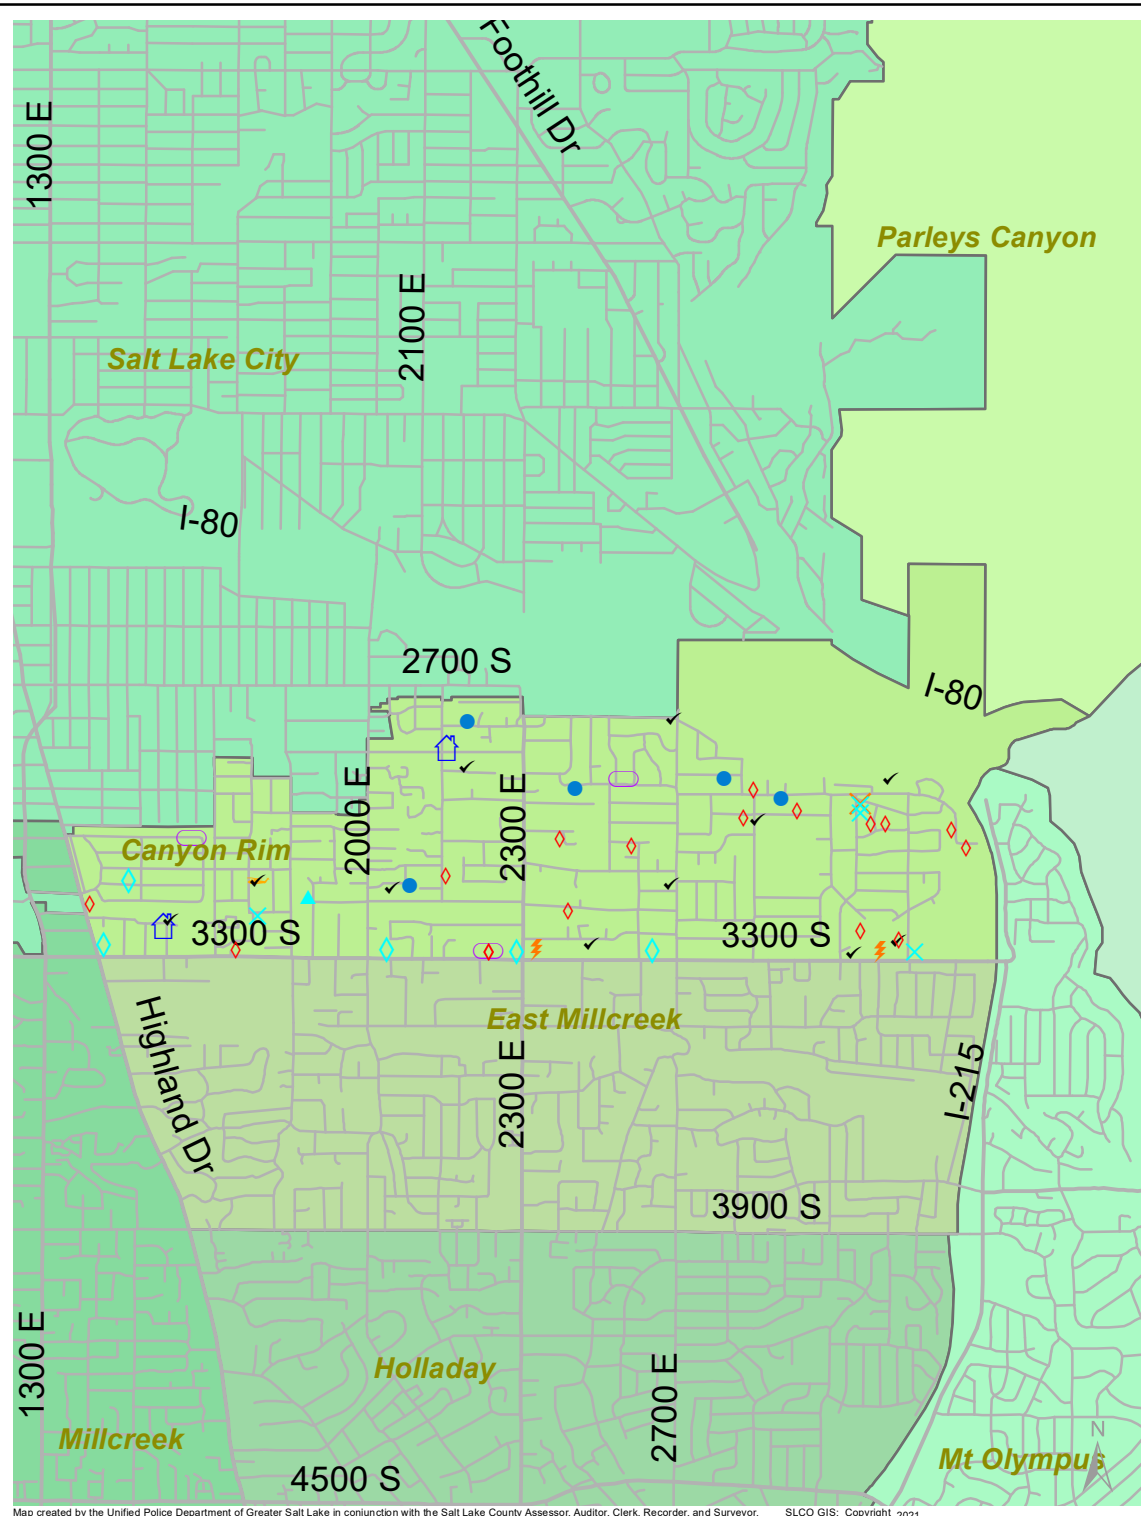 Foothill Dr
1300 E
Parleys Canyon
2100 E
Salt Lake City
I-80
2700 S
I-80
2000 E
2300 E
Canyon Rim
3300 S
3300 S
East Millcreek
Highland Dr
2300 E
I-215
3900 S
1300 E
Holladay
2700 E
Millcreek
N
Mt Olympus
4500 S
Map created by the Unified Police Department of Greater Salt Lake in conjunction with the Salt Lake County Assessor, Auditor, Clerk, Recorder, and Surveyor. SLCO GIS: Copyright 2021